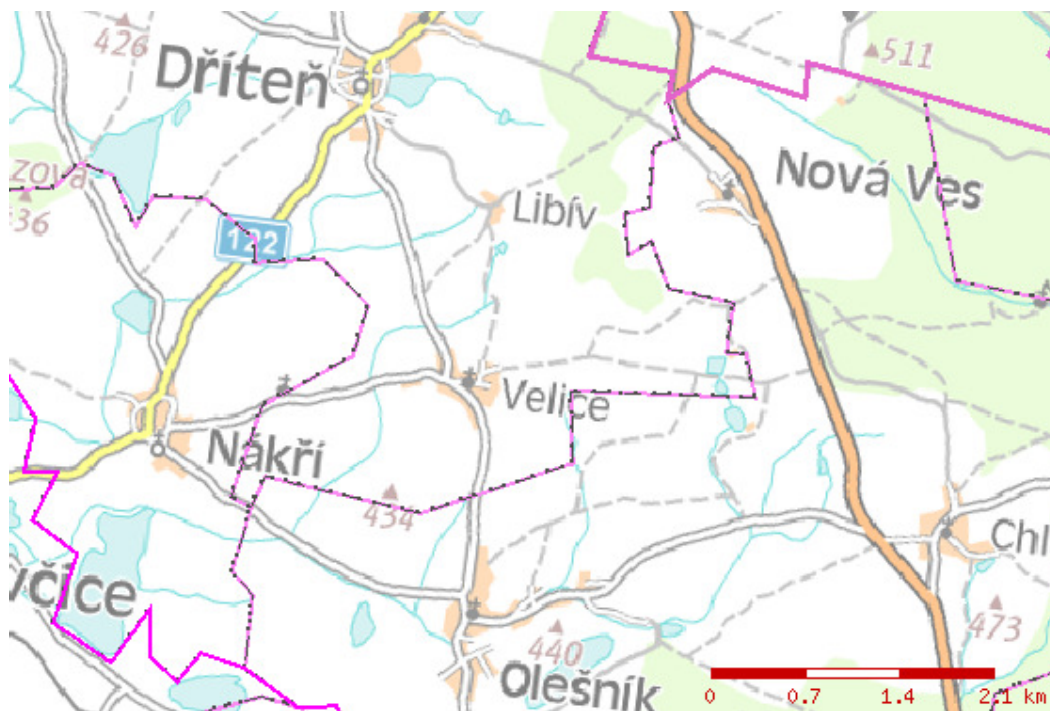 426
511
Dříteň
Nová Ves
zová
36
Libív
122
Velice
Nákří
434
Chl
včice
473
440
Olešník
0 0.7 1.4 2.1 km